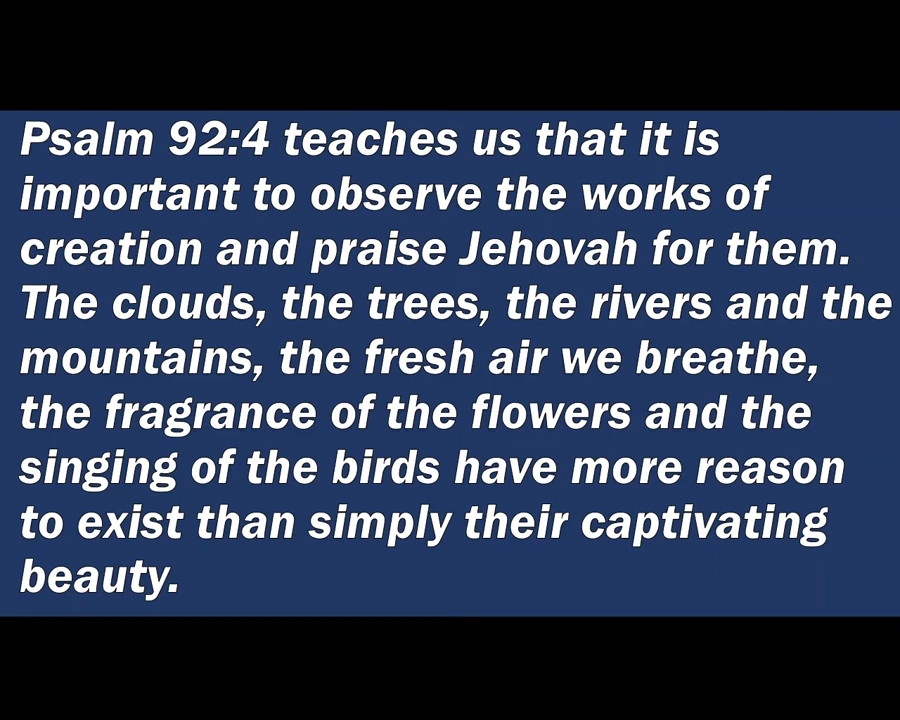 Psalm 92:4 teaches us that it is
important to observe the works of
creation and praise Jehovah for them.
The clouds, the trees, the rivers and the
mountains, the fresh air we breathe,
the fragrance of the flowers and the
singing of the birds have more reason
to exist than simply their captivating
beauty.